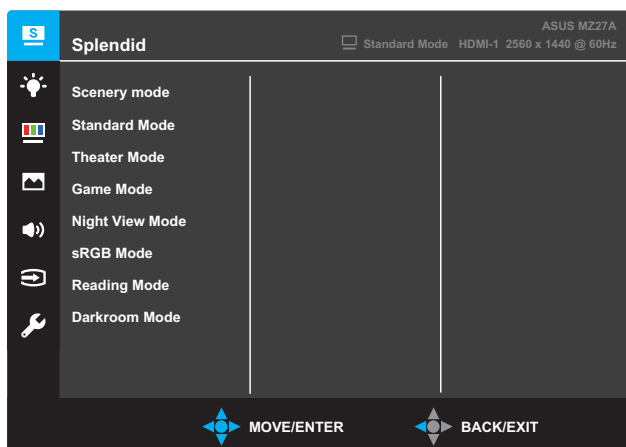 S
ASUS MZ27A
Splendid
Standard Mode HDMI-1 2560 x 1440 @ 60Hz
Scenery mode
Standard Mode
Theater Mode
Game Mode
Night View Mode
sRGB Mode
Reading Mode
Darkroom Mode
MOVE/ENTER BACK/EXIT